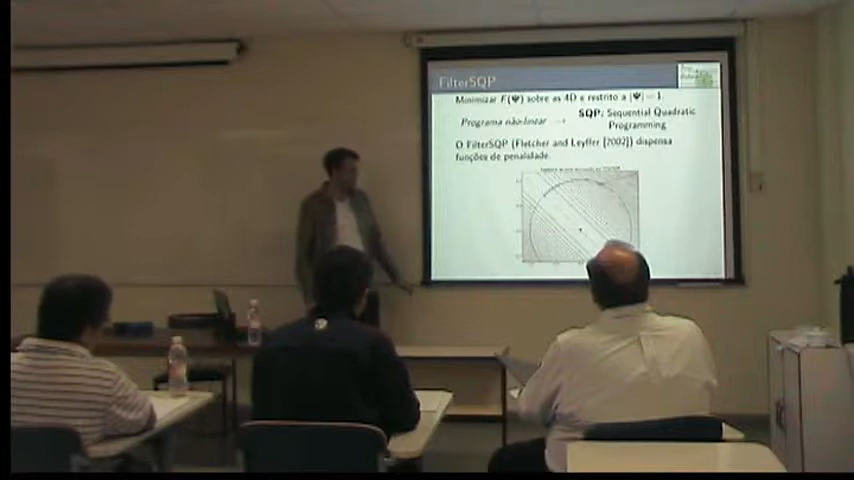 FilterSQP
Minimizar F(Ψ) sobre as 4D e restrito a |Ψ| = 1.
Programa não-linear → SQP: Sequential Quadratic
Programming
O FilterSQP (Fletcher and Leyffer [2002]) dispensa
funções de penalidade.